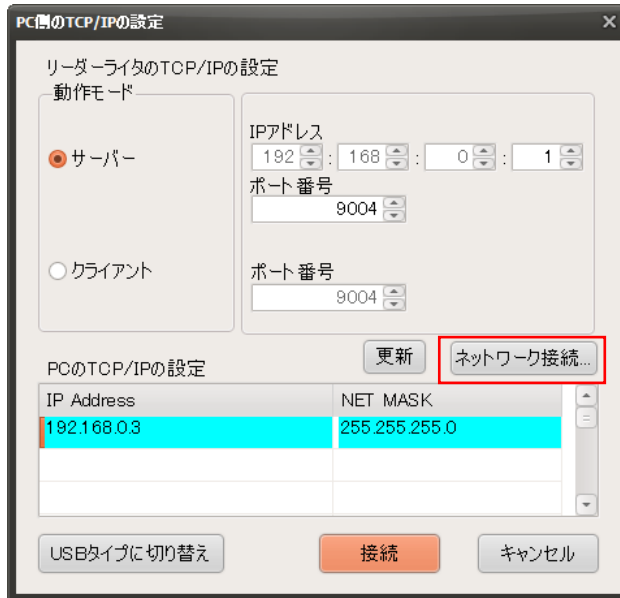 PC側のTCP/IPの設定
リーダーライタのTCP/IPの設定
動作モード
サーバー
IPアドレス
192 : 168 : 0 : 1
ポート番号
9004
クライアント
ポート番号
9004
更新
ネットワーク接続...
PCのTCP/IPの設定
IP Address NET MASK
192.168.0.3 255.255.255.0
USBタイプに切り替え 接続 キャンセル